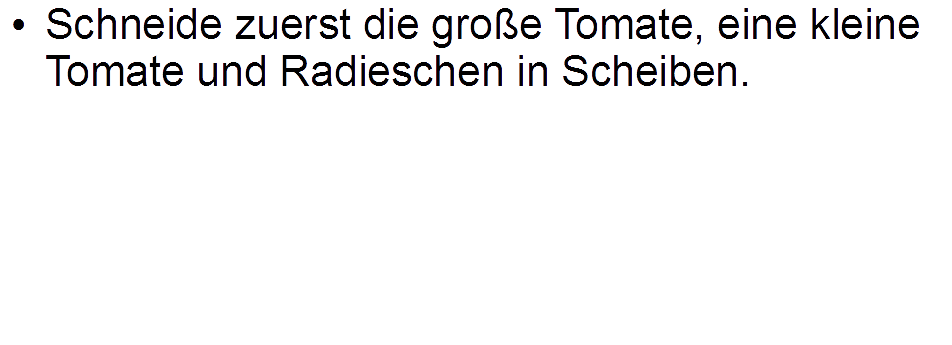 • Schneide zuerst die große Tomate, eine kleine
Tomate und Radieschen in Scheiben.